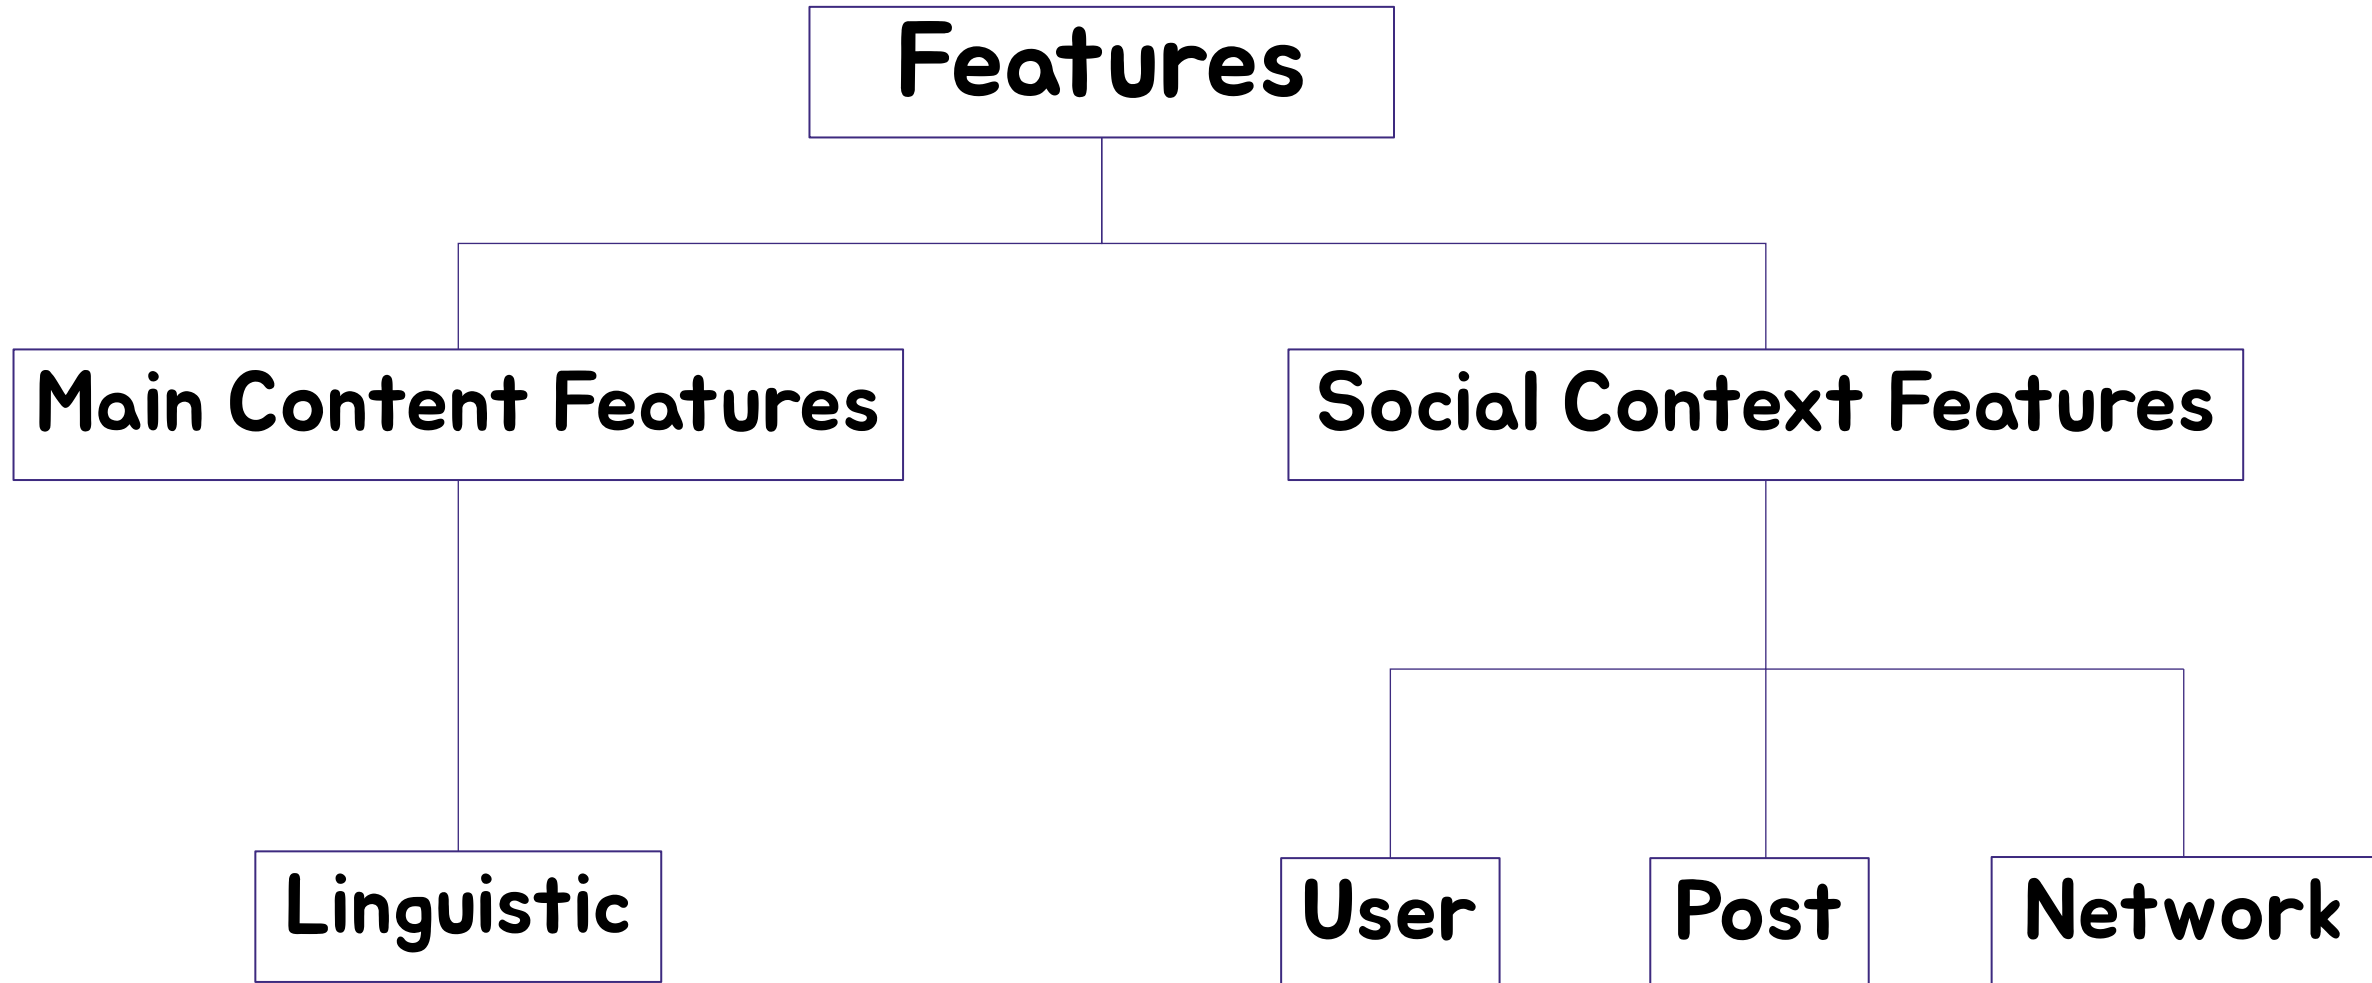 Features
Main Content Features
Social Context Features
Linguistic
User
Post
Network